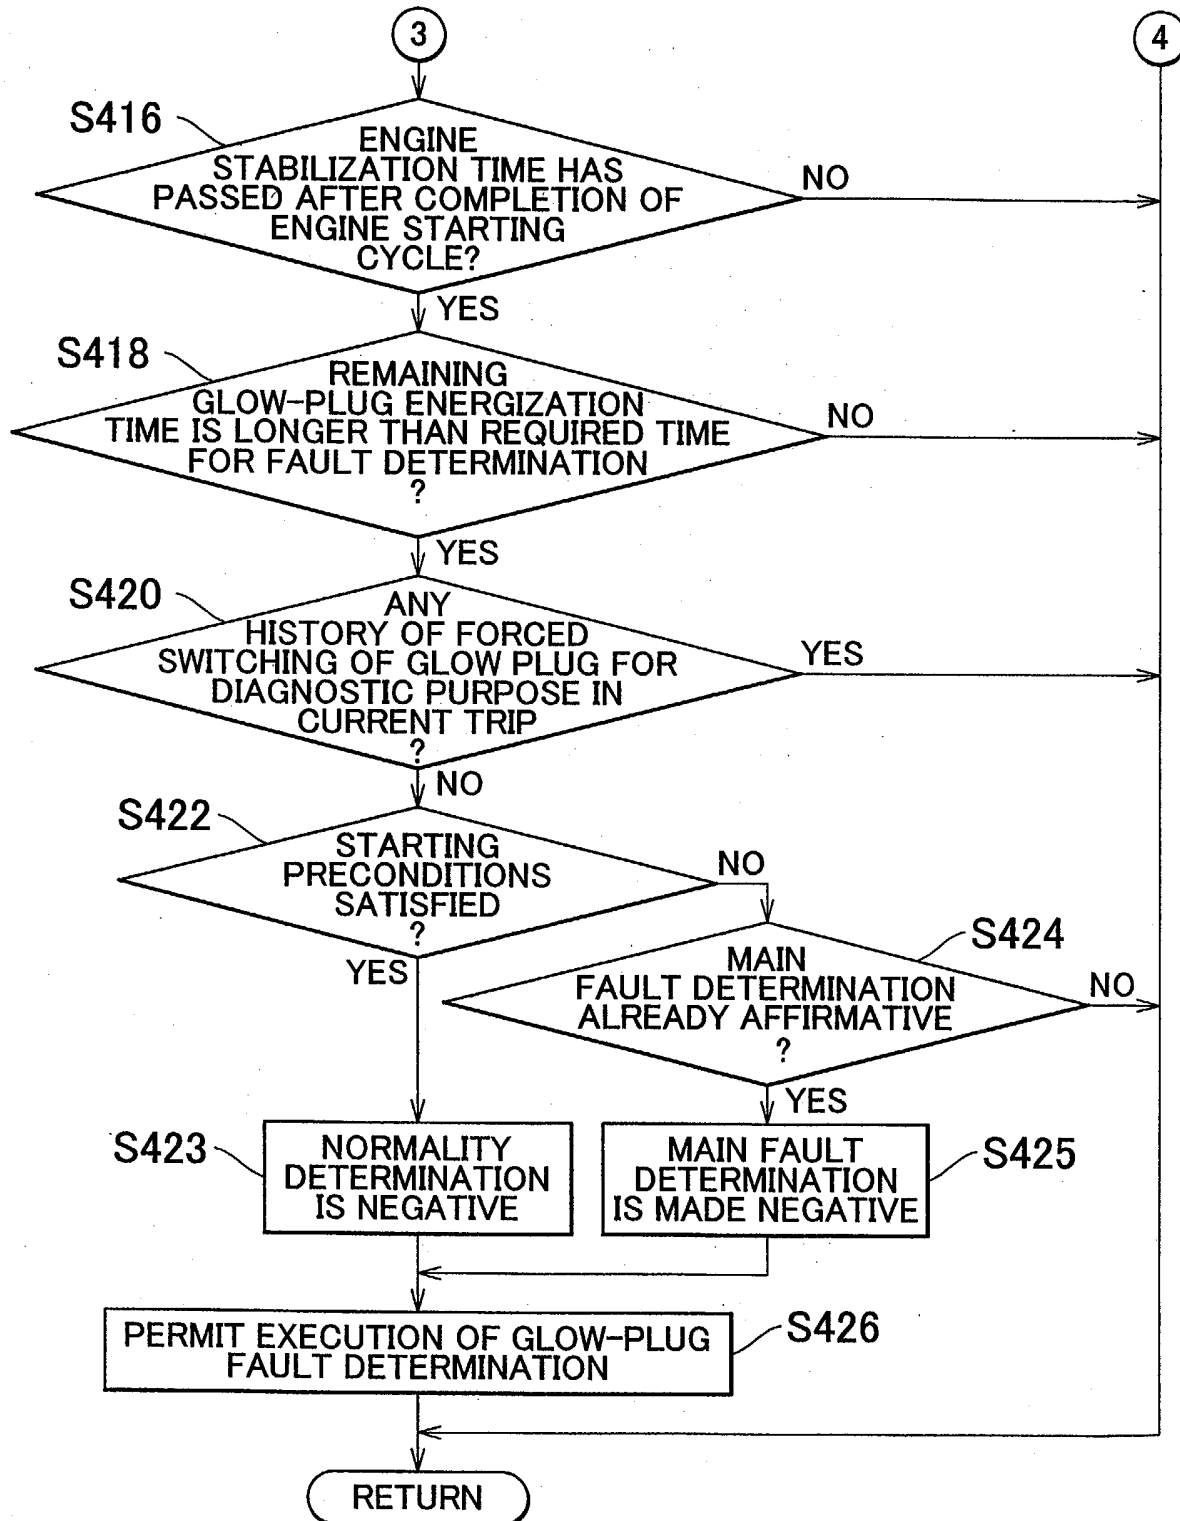 3
4
S416
ENGINE
STABILIZATION TIME HAS
PASSED AFTER COMPLETION OF
ENGINE STARTING
CYCLE?
NO
YES
S418
REMAINING
GLOW-PLUG ENERGIZATION
TIME IS LONGER THAN REQUIRED TIME
FOR FAULT DETERMINATION
?
NO
YES
S420
ANY
HISTORY OF FORCED
SWITCHING OF GLOW PLUG FOR
DIAGNOSTIC PURPOSE IN
CURRENT TRIP
?
YES
NO
S422
STARTING
PRECONDITIONS
SATISFIED
?
NO
YES
S424
MAIN
FAULT DETERMINATION
ALREADY AFFIRMATIVE
?
NO
YES
S423
NORMALITY
DETERMINATION
IS NEGATIVE
S425
MAIN FAULT
DETERMINATION
IS MADE NEGATIVE
S426
PERMIT EXECUTION OF GLOW-PLUG
FAULT DETERMINATION
RETURN